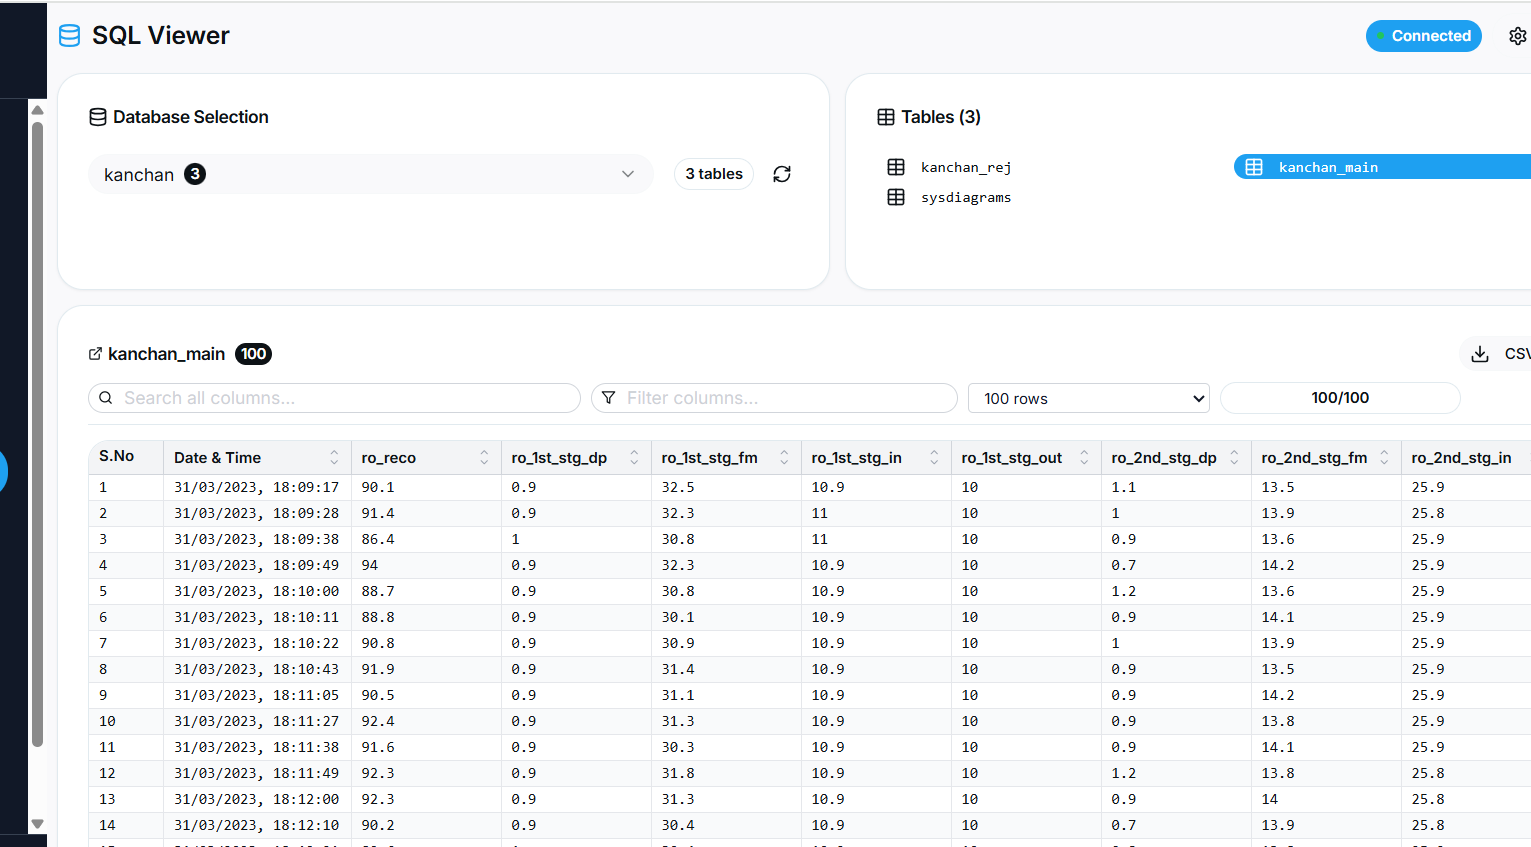 SQL Viewer
Connected
Database Selection
kanchan 3
3 tables
Tables (3)
kanchan_rej
kanchan_main
sysdiagrams
kanchan_main 100
Search all columns...
Filter columns...
100 rows
100/100
S.No Date & Time ro_reco ro_1st_stg_dp ro_1st_stg_fm ro_1st_stg_in ro_1st_stg_out ro_2nd_stg_dp ro_2nd_stg_fm ro_2nd_stg_in
1 31/03/2023, 18:09:17 90.1 0.9 32.5 10.9 10 1.1 13.5 25.9
2 31/03/2023, 18:09:28 91.4 0.9 32.3 11 10 1 13.9 25.8
3 31/03/2023, 18:09:38 86.4 1 30.8 11 10 0.9 13.6 25.9
4 31/03/2023, 18:09:49 94 0.9 32.3 10.9 10 0.7 14.2 25.9
5 31/03/2023, 18:10:00 88.7 0.9 30.8 10.9 10 1.2 13.6 25.9
6 31/03/2023, 18:10:11 88.8 0.9 30.1 10.9 10 0.9 14.1 25.9
7 31/03/2023, 18:10:22 90.8 0.9 30.9 10.9 10 1 13.9 25.9
8 31/03/2023, 18:10:43 91.9 0.9 31.4 10.9 10 0.9 13.5 25.9
9 31/03/2023, 18:11:05 90.5 0.9 31.1 10.9 10 0.9 14.2 25.9
10 31/03/2023, 18:11:27 92.4 0.9 31.3 10.9 10 0.9 13.8 25.9
11 31/03/2023, 18:11:38 91.6 0.9 30.3 10.9 10 0.9 14.1 25.9
12 31/03/2023, 18:11:49 92.3 0.9 31.8 10.9 10 1.2 13.8 25.8
13 31/03/2023, 18:12:00 92.3 0.9 31.3 10.9 10 0.9 14 25.8
14 31/03/2023, 18:12:10 90.2 0.9 30.4 10.9 10 0.7 13.9 25.8